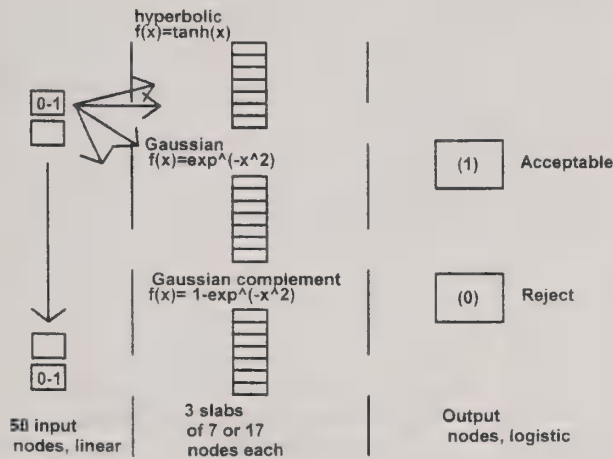 hyperbolic
f(x)=tanh(x)
0-1
Gaussian
f(x)=exp^(-x^2)
(1)
Acceptable
Gaussian complement
f(x)= 1-exp^(-x^2)
(0)
Reject
0-1
input
nodes, linear
3 slabs
of 7 or 17
nodes each
Output
nodes, logistic